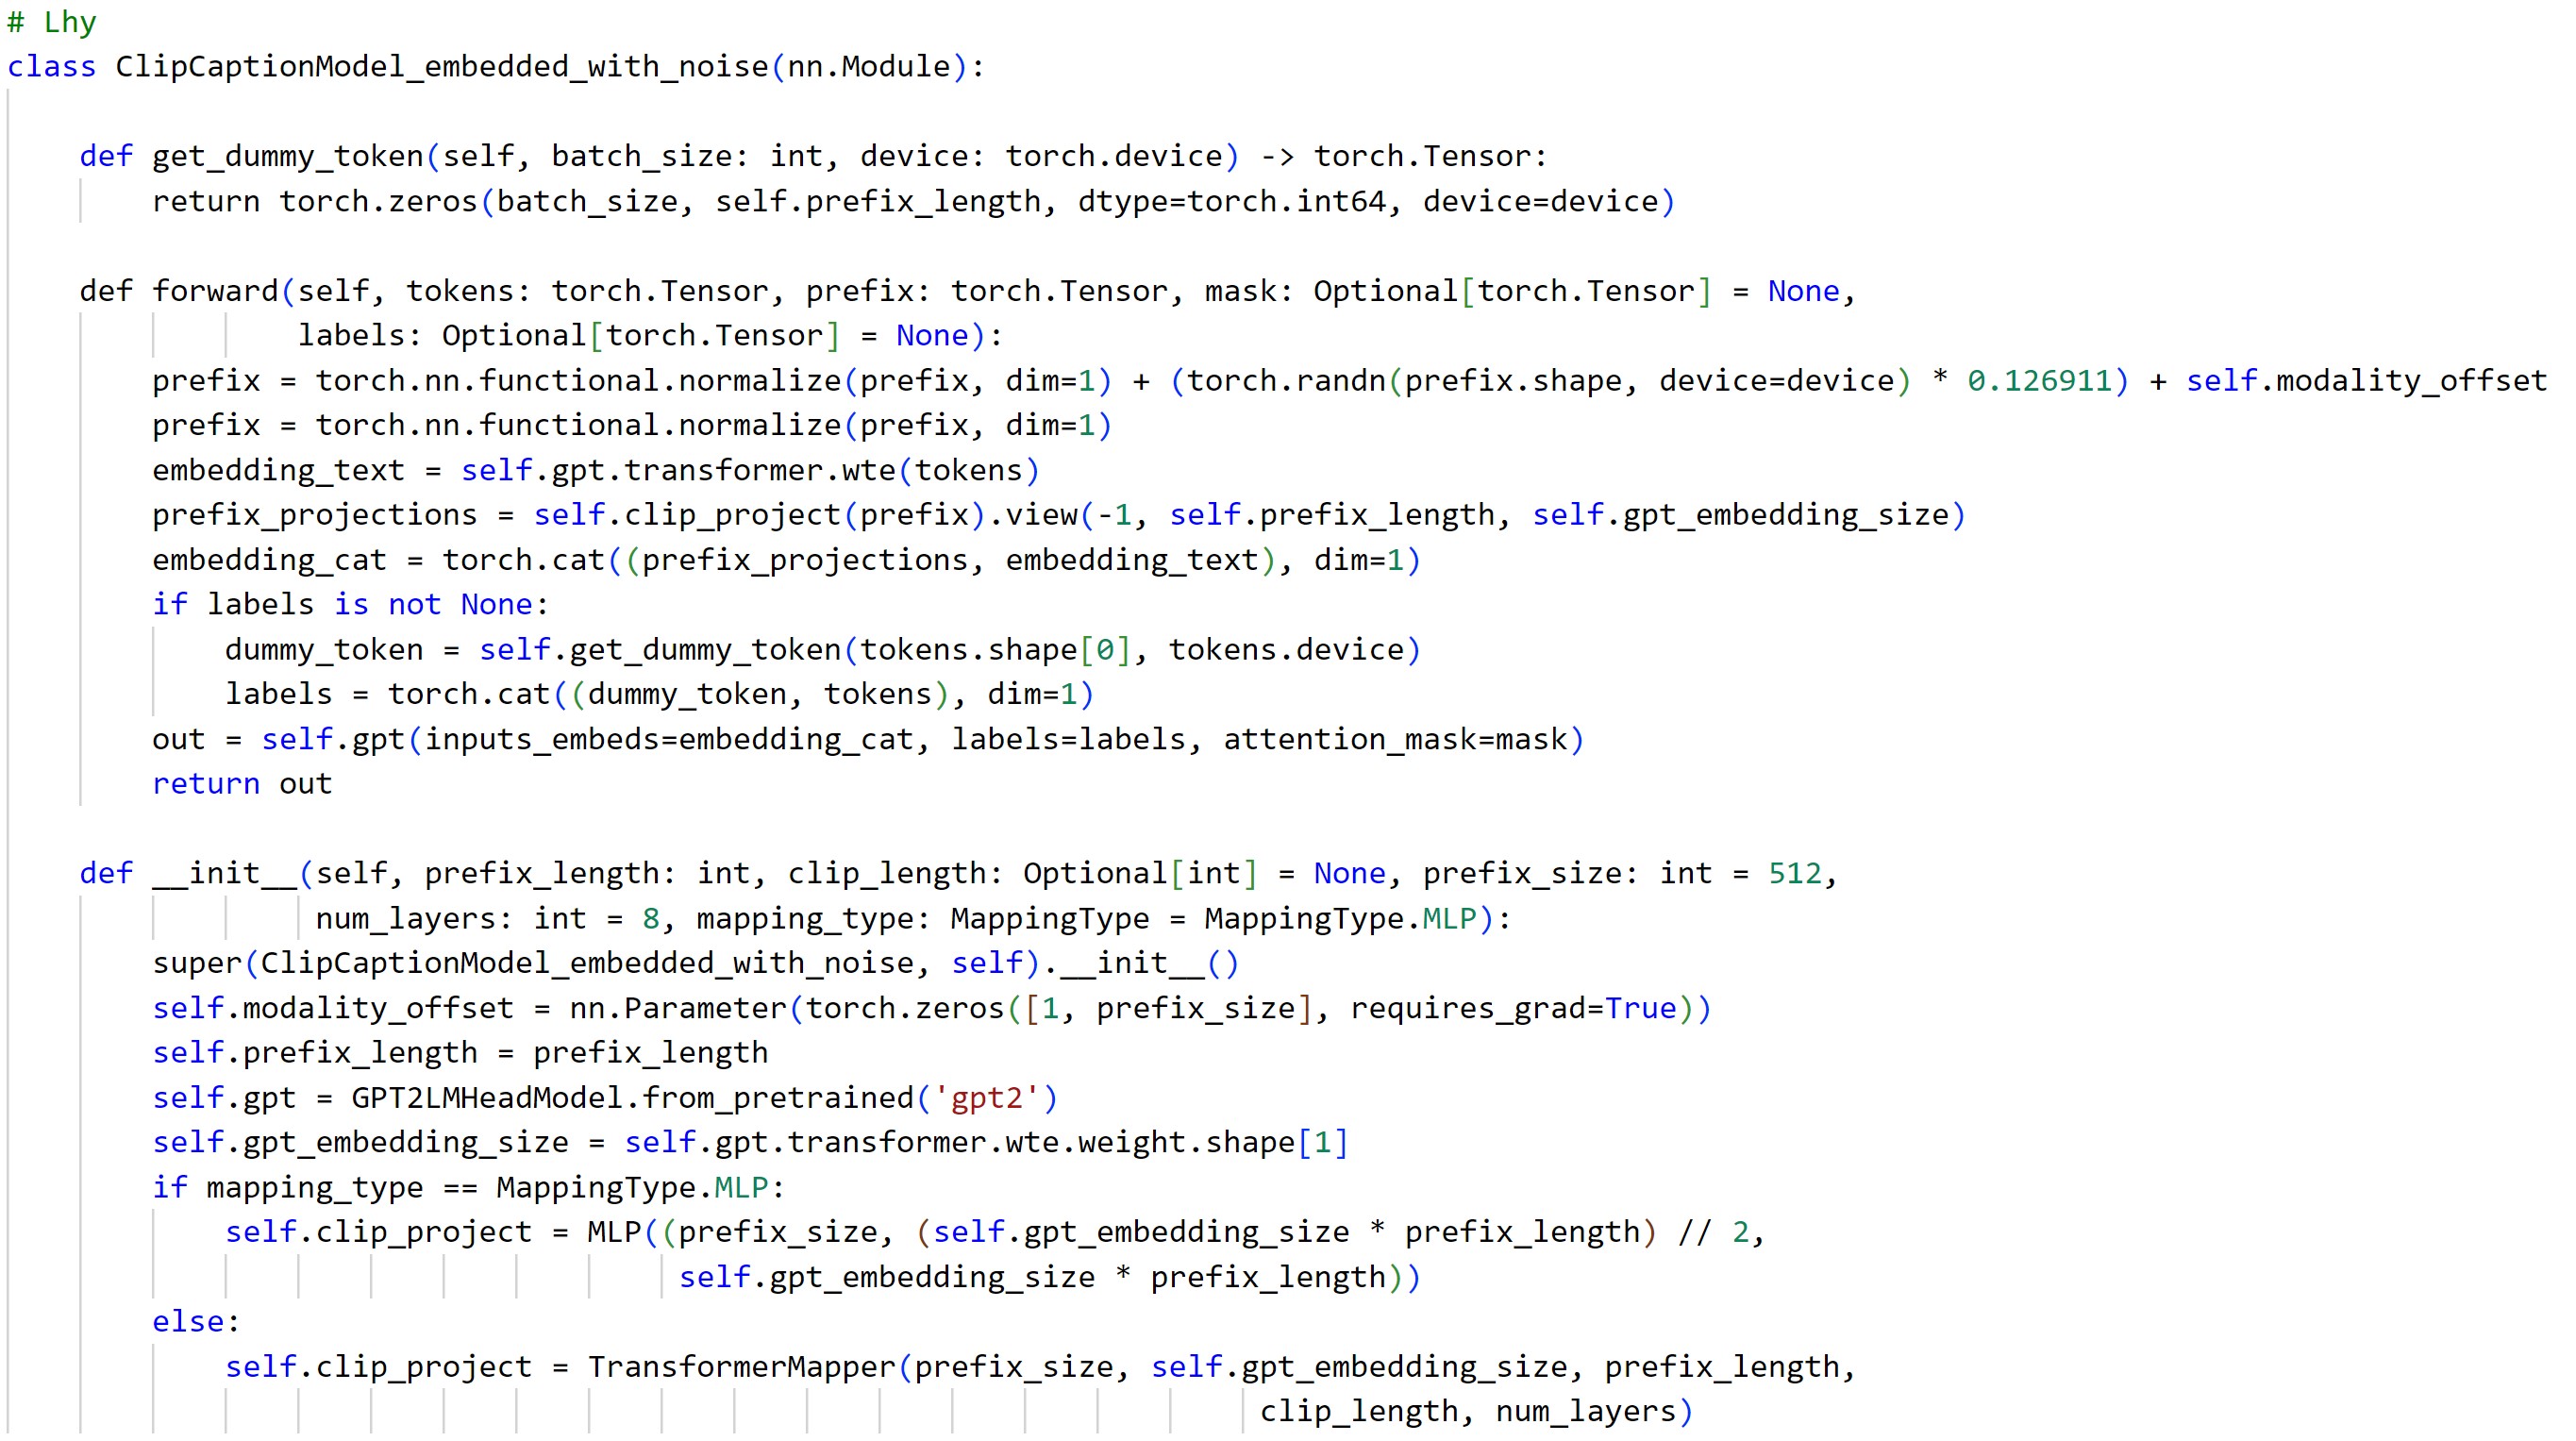 # Lhy
class ClipCaptionModel_embedded_with_noise(nn.Module):
    def get_dummy_token(self, batch_size: int, device: torch.device) -> torch.Tensor:
        return torch.zeros(batch_size, self.prefix_length, dtype=torch.int64, device=device)
    def forward(self, tokens: torch.Tensor, prefix: torch.Tensor, mask: Optional[torch.Tensor] = None,
                labels: Optional[torch.Tensor] = None):
        prefix = torch.nn.functional.normalize(prefix, dim=1) + (torch.randn(prefix.shape, device=device) * 0.126911) + self.modality_offset
        prefix = torch.nn.functional.normalize(prefix, dim=1)
        embedding_text = self.gpt.transformer.wte(tokens)
        prefix_projections = self.clip_project(prefix).view(-1, self.prefix_length, self.gpt_embedding_size)
        embedding_cat = torch.cat((prefix_projections, embedding_text), dim=1)
        if labels is not None:
            dummy_token = self.get_dummy_token(tokens.shape[0], tokens.device)
            labels = torch.cat((dummy_token, tokens), dim=1)
        out = self.gpt(inputs_embeds=embedding_cat, labels=labels, attention_mask=mask)
        return out
    def __init__(self, prefix_length: int, clip_length: Optional[int] = None, prefix_size: int = 512,
                 num_layers: int = 8, mapping_type: MappingType = MappingType.MLP):
        super(ClipCaptionModel_embedded_with_noise, self).__init__()
        self.modality_offset = nn.Parameter(torch.zeros([1, prefix_size], requires_grad=True))
        self.prefix_length = prefix_length
        self.gpt = GPT2LMHeadModel.from_pretrained('gpt2')
        self.gpt_embedding_size = self.gpt.transformer.wte.weight.shape[1]
        if mapping_type == MappingType.MLP:
            self.clip_project = MLP((prefix_size, (self.gpt_embedding_size * prefix_length) // 2,
                                     self.gpt_embedding_size * prefix_length))
        else:
            self.clip_project = TransformerMapper(prefix_size, self.gpt_embedding_size, prefix_length,
                                                                     clip_length, num_layers)